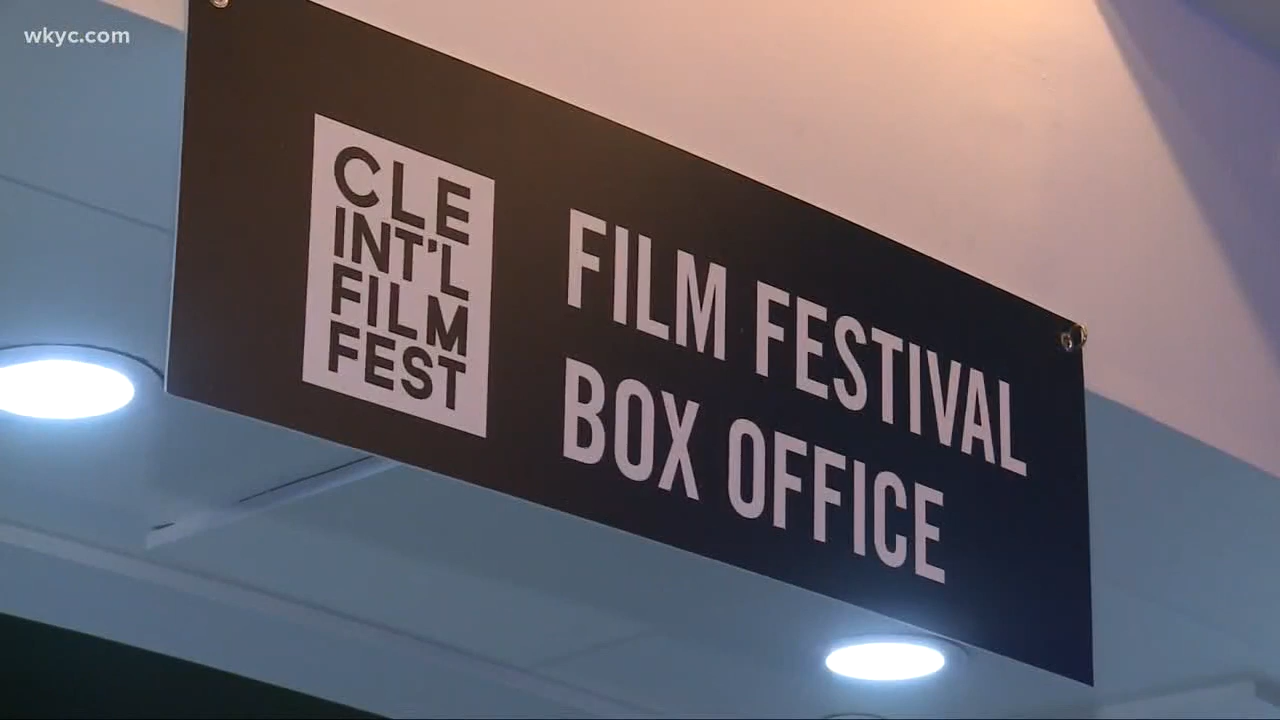 wkyc.com
CLE
INT'L
FILM
FEST
FILM FESTIVAL
BOX OFFICE